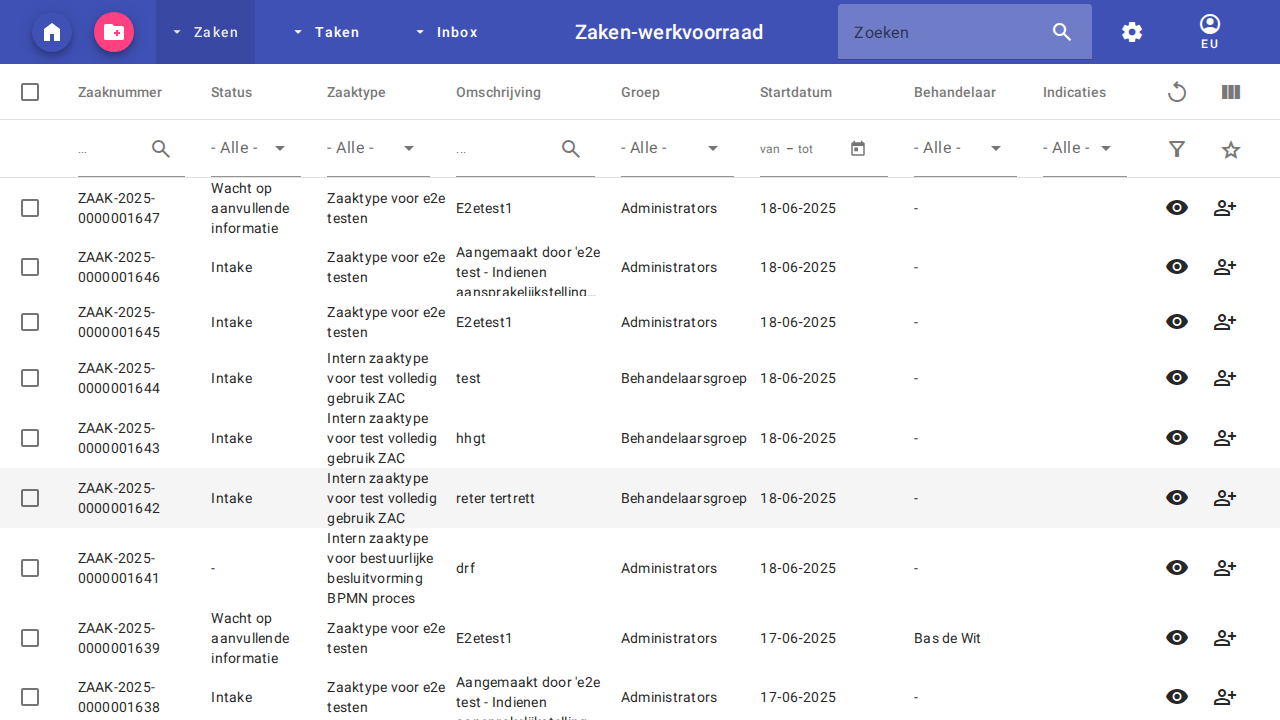 Zaken
Taken
Inbox
Zaken-werkvoorraad
Zoeken
EU
Zaaknummer
Status
Zaaktype
Omschrijving
Groep
Startdatum
Behandelaar
Indicaties
...
- Alle -
- Alle -
...
- Alle -
van – tot
- Alle -
- Alle -
ZAAK-2025-
0000001647
Wacht op
aanvullende
informatie
Zaaktype voor e2e
testen
E2etest1
Administrators
18-06-2025
-
ZAAK-2025-
0000001646
Intake
Zaaktype voor e2e
testen
Aangemaakt door 'e2e
test - Indienen
aansprakelijkstelling...
Administrators
18-06-2025
-
ZAAK-2025-
0000001645
Intake
Zaaktype voor e2e
testen
E2etest1
Administrators
18-06-2025
-
ZAAK-2025-
0000001644
Intake
Intern zaaktype
voor test volledig
gebruik ZAC
test
Behandelaarsgroep
18-06-2025
-
ZAAK-2025-
0000001643
Intake
Intern zaaktype
voor test volledig
gebruik ZAC
hhgt
Behandelaarsgroep
18-06-2025
-
ZAAK-2025-
0000001642
Intake
Intern zaaktype
voor test volledig
gebruik ZAC
reter tertrett
Behandelaarsgroep
18-06-2025
-
ZAAK-2025-
0000001641
-
Intern zaaktype
voor bestuurlijke
besluitvorming
BPMN proces
drf
Administrators
18-06-2025
-
ZAAK-2025-
0000001639
Wacht op
aanvullende
informatie
Zaaktype voor e2e
testen
E2etest1
Administrators
17-06-2025
Bas de Wit
ZAAK-2025-
0000001638
Intake
Zaaktype voor e2e
testen
Aangemaakt door 'e2e
test - Indienen
Administrators
17-06-2025
-